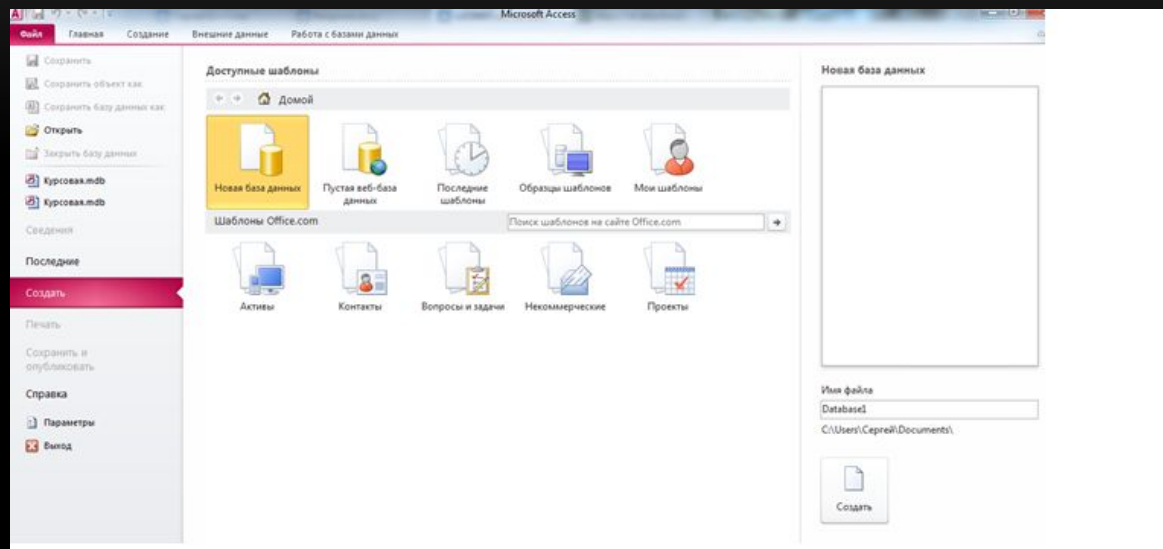 Microsoft Access
Файл Главная Создание Внешние данные Работа с базами данных
Сохранить
Сохранить объект как
Сохранить базу данных как
Открыть
Закрыть базу данных
Курсовая.mdb
Курсовая.mdb
Сведения
Последние
Создать
Печать
Сохранить и
опубликовать
Справка
Параметры
Выход
Доступные шаблоны
Домой
Новая база данных
Пустая веб-база
данных
Последние
шаблоны
Образцы шаблонов
Мои шаблоны
Шаблоны Office.com
Поиск шаблонов на сайте Office.com
Активы
Контакты
Вопросы и задачи
Некоммерческие
Проекты
Новая база данных
Имя файла
Database1
C:\Users\Сергей\Documents\
Создать